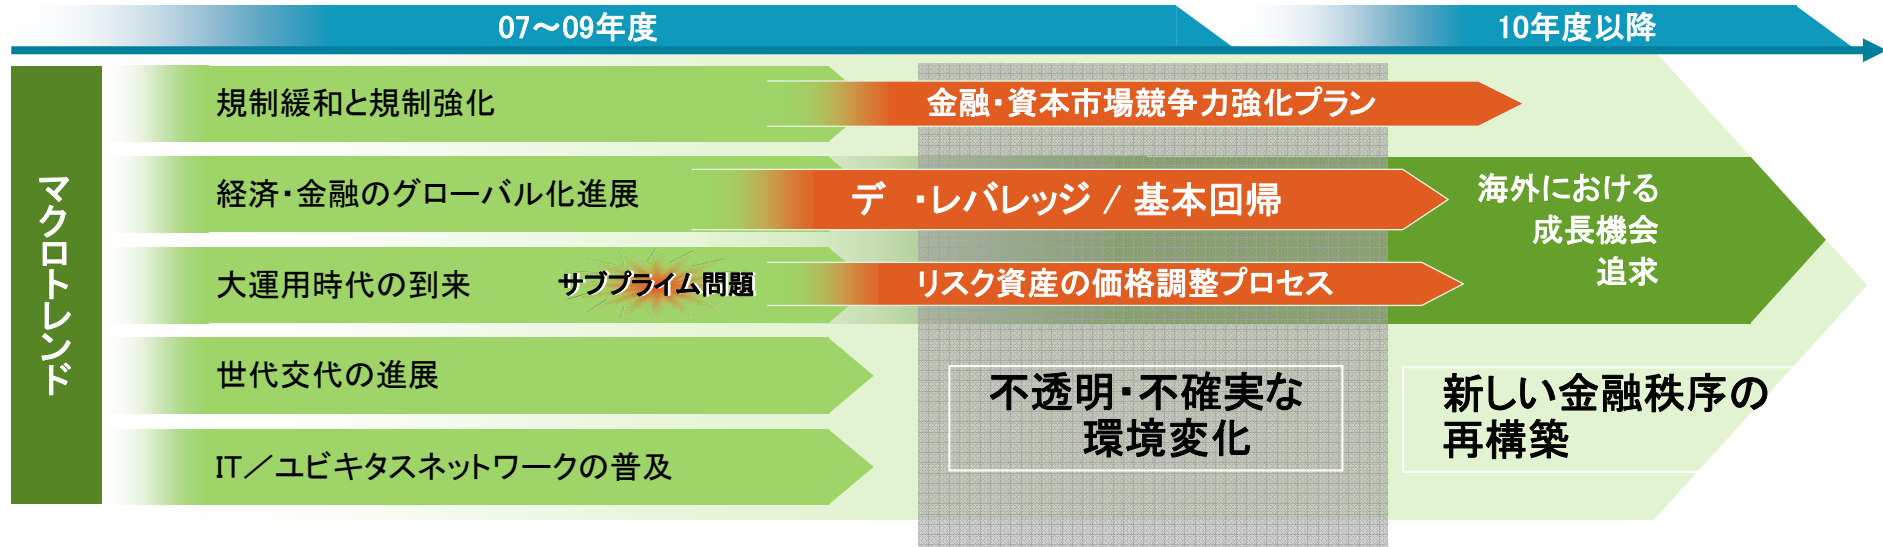 07～09年度
10年度以降
マクロトレンド
規制緩和と規制強化
金融・資本市場競争力強化プラン
経済・金融のグローバル化進展
デ ・レバレッジ / 基本回帰
海外における
成長機会
追求
大運用時代の到来
サブプライム問題
リスク資産の価格調整プロセス
世代交代の進展
不透明・不確実な
環境変化
新しい金融秩序の
再構築
IT／ユビキタスネットワークの普及